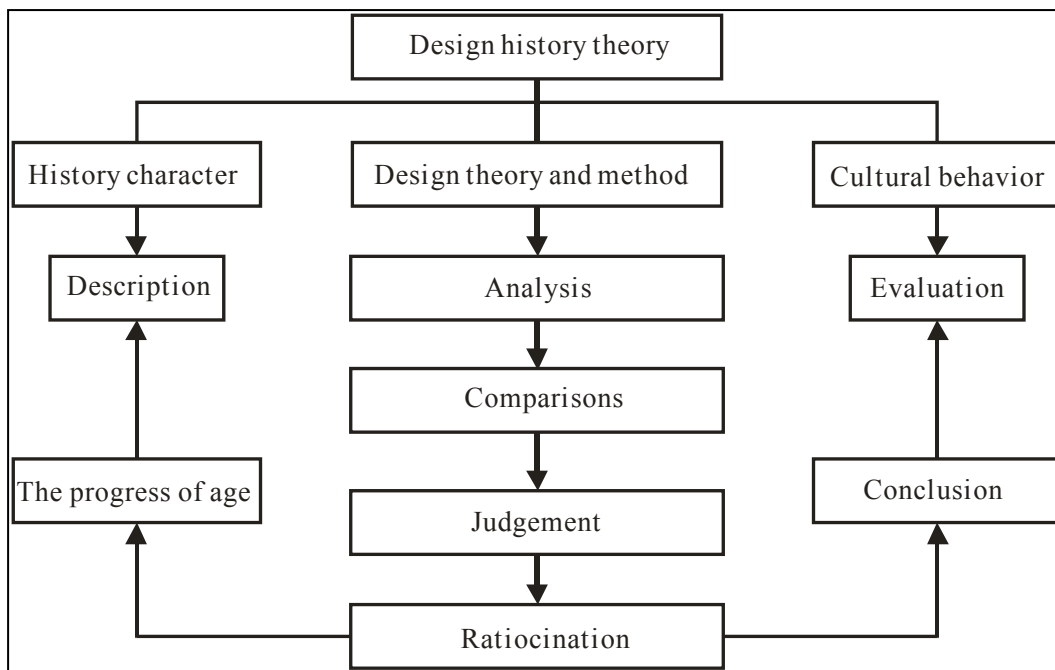 Design history theory
History character
Design theory and method
Cultural behavior
Description
Analysis
Evaluation
Comparisons
The progress of age
Conclusion
Judgement
Ratiocination